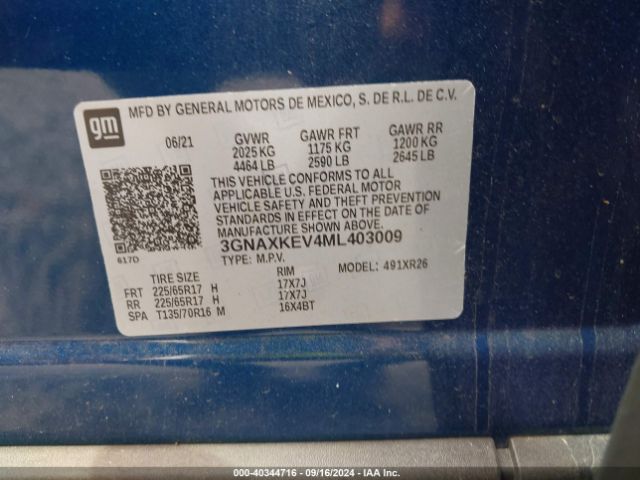 MFD BY GENERAL MOTORS DE MEXICO, S. DE R.L. DE C.V.
gm
06/21 GVWR GAWR FRT GAWR RR
2025 KG 1175 KG 1200 KG
4464 LB 2590 LB 2645 LB
THIS VEHICLE CONFORMS TO ALL
APPLICABLE U.S. FEDERAL MOTOR
VEHICLE SAFETY AND THEFT PREVENTION
STANDARDS IN EFFECT ON THE DATE OF
MANUFACTURE SHOWN ABOVE.
3GNAXKEV4ML403009
617D
TYPE: M.P.V. MODEL: 491XR26
TIRE SIZE RIM
FRT 225/65R17 H 17X7J
RR 225/65R17 H 17X7J
SPA T135/70R16 M 16X4BT
000-40344716 - 09/16/2024 - IAA Inc.